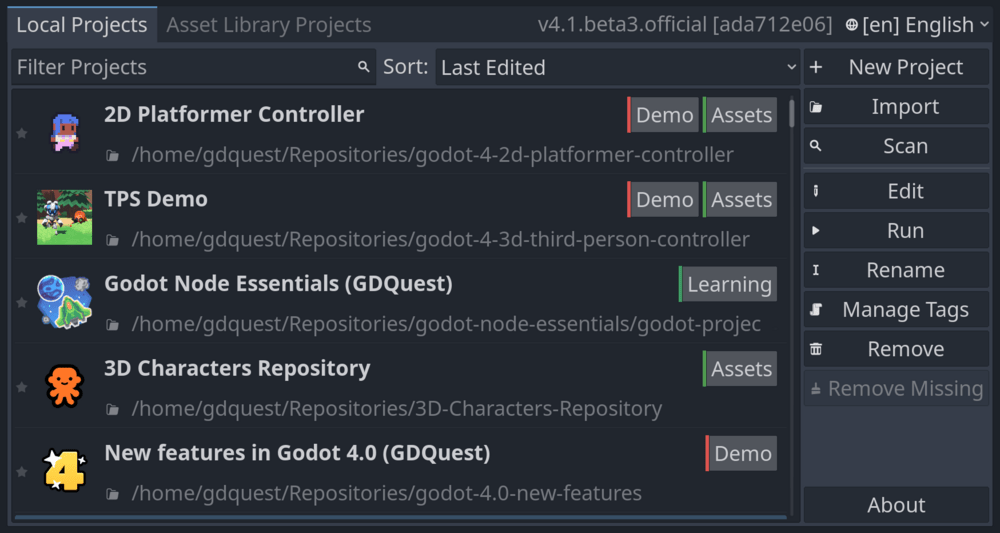 Local Projects Asset Library Projects v4.1.beta3.official [ada712e06] [en] English
Filter Projects Sort: Last Edited
2D Platformer Controller Demo Assets
/home/gdquest/Repositories/godot-4-2d-platformer-controller
TPS Demo Demo Assets
/home/gdquest/Repositories/godot-4-3d-third-person-controller
Godot Node Essentials (GDQuest) Learning
/home/gdquest/Repositories/godot-node-essentials/godot-projec
3D Characters Repository Assets
/home/gdquest/Repositories/3D-Characters-Repository
4
New features in Godot 4.0 (GDQuest) Demo
/home/gdquest/Repositories/godot-4.0-new-features
New Project
Import
Scan
Edit
Run
Rename
Manage Tags
Remove
Remove Missing
About